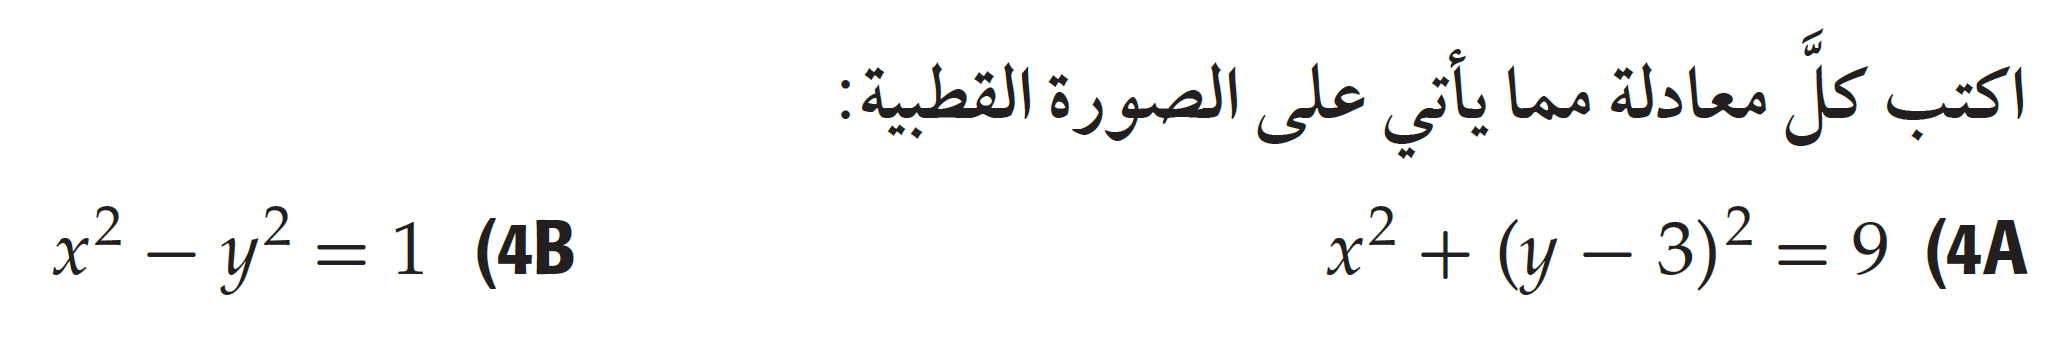 اكتب كلَّ معادلة مما يأتي على الصورة القطبية:
(4A x² + (y − 3)² = 9 (4B x² − y² = 1